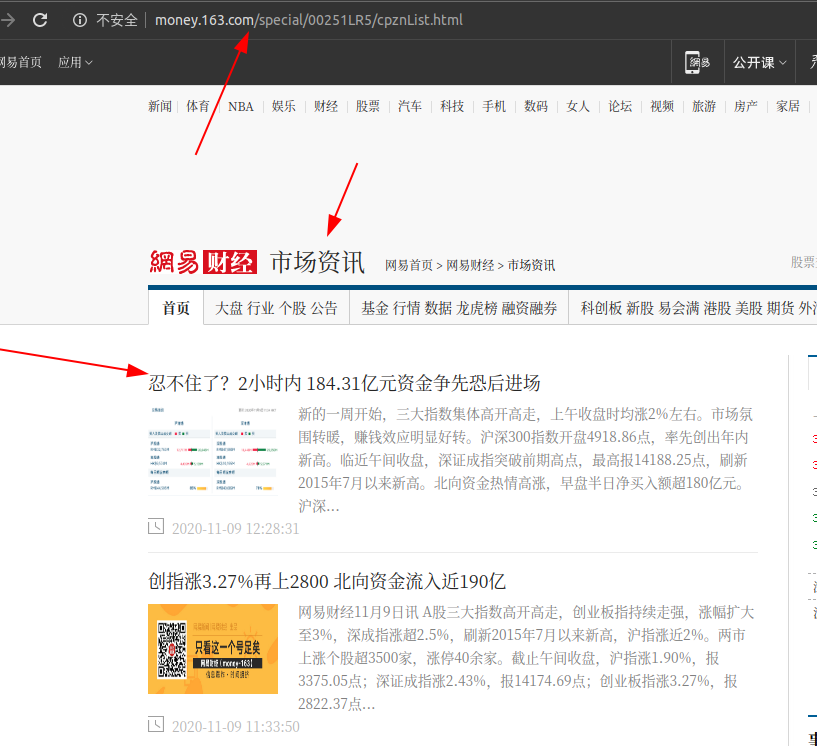 不安全 money.163.com/special/00251LR5/cpznList.html
网易首页 应用 網易 公开课
新闻 体育 NBA 娱乐 财经 股票 汽车 科技 手机 数码 女人 论坛 视频 旅游 房产 家居
網易 财经 市场资讯 网易首页 > 网易财经 > 市场资讯 股票
首页 大盘 行业 个股 公告 基金 行情 数据 龙虎榜 融资融券 科创板 新股 易会满 港股 美股 期货 外
忍不住了？2小时内 184.31亿元资金争先恐后进场
新的一周开始，三大指数集体高开高走，上午收盘时均涨2%左右。市场氛
围转暖，赚钱效应明显好转。沪深300指数开盘4918.86点，率先创出年内
新高。临近午间收盘，深证成指突破前期高点，最高报14188.25点，刷新
2015年7月以来新高。北向资金热情高涨，早盘半日净买入额超180亿元。
沪深...
2020-11-09 12:28:31
创指涨3.27%再上2800 北向资金流入近190亿
网易财经11月9日讯 A股三大指数高开高走，创业板指持续走强，涨幅扩大
至3%，深成指涨超2.5%，刷新2015年7月以来新高，沪指涨近2%。两市
上涨个股超3500家，涨停40余家。截止午间收盘，沪指涨1.90%，报
3375.05点；深证成指涨2.43%，报14174.69点；创业板指涨3.27%，报
2822.37点...
只看这一个号足矣
网易财经（money-163）
2020-11-09 11:33:50